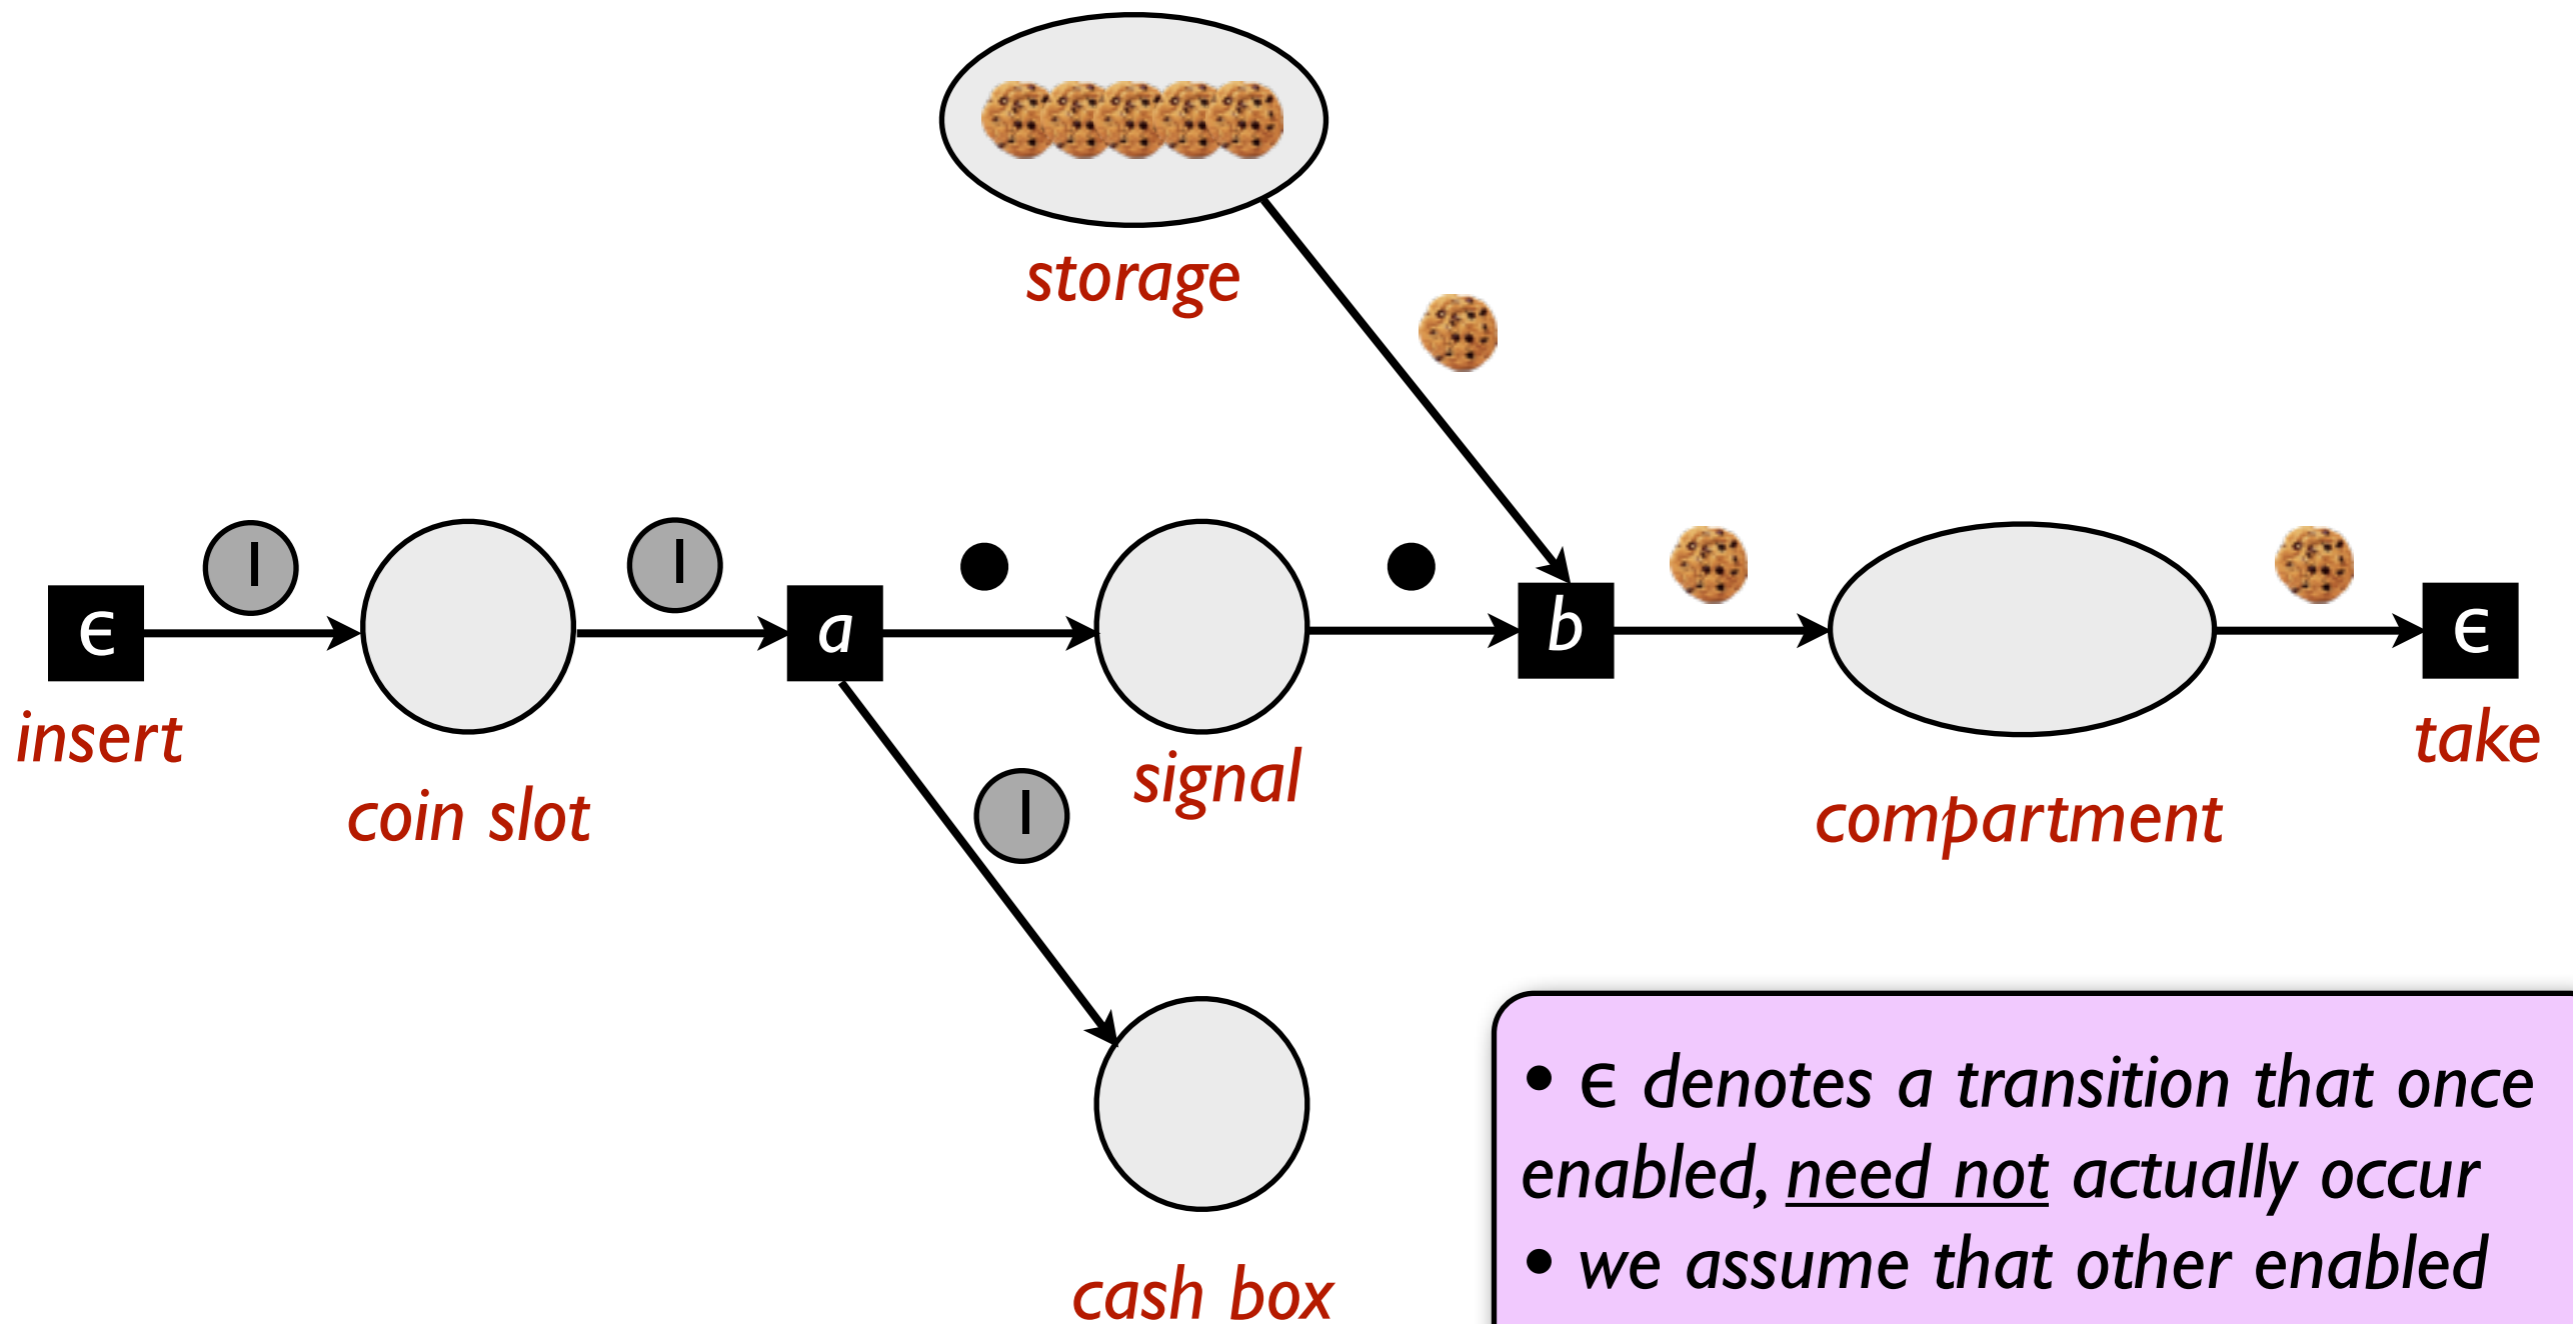 storage
I
I
ϵ
a
b
ϵ
insert
coin slot
signal
compartment
take
I
cash box
• ϵ denotes a transition that once
enabled, need not actually occur
• we assume that other enabled